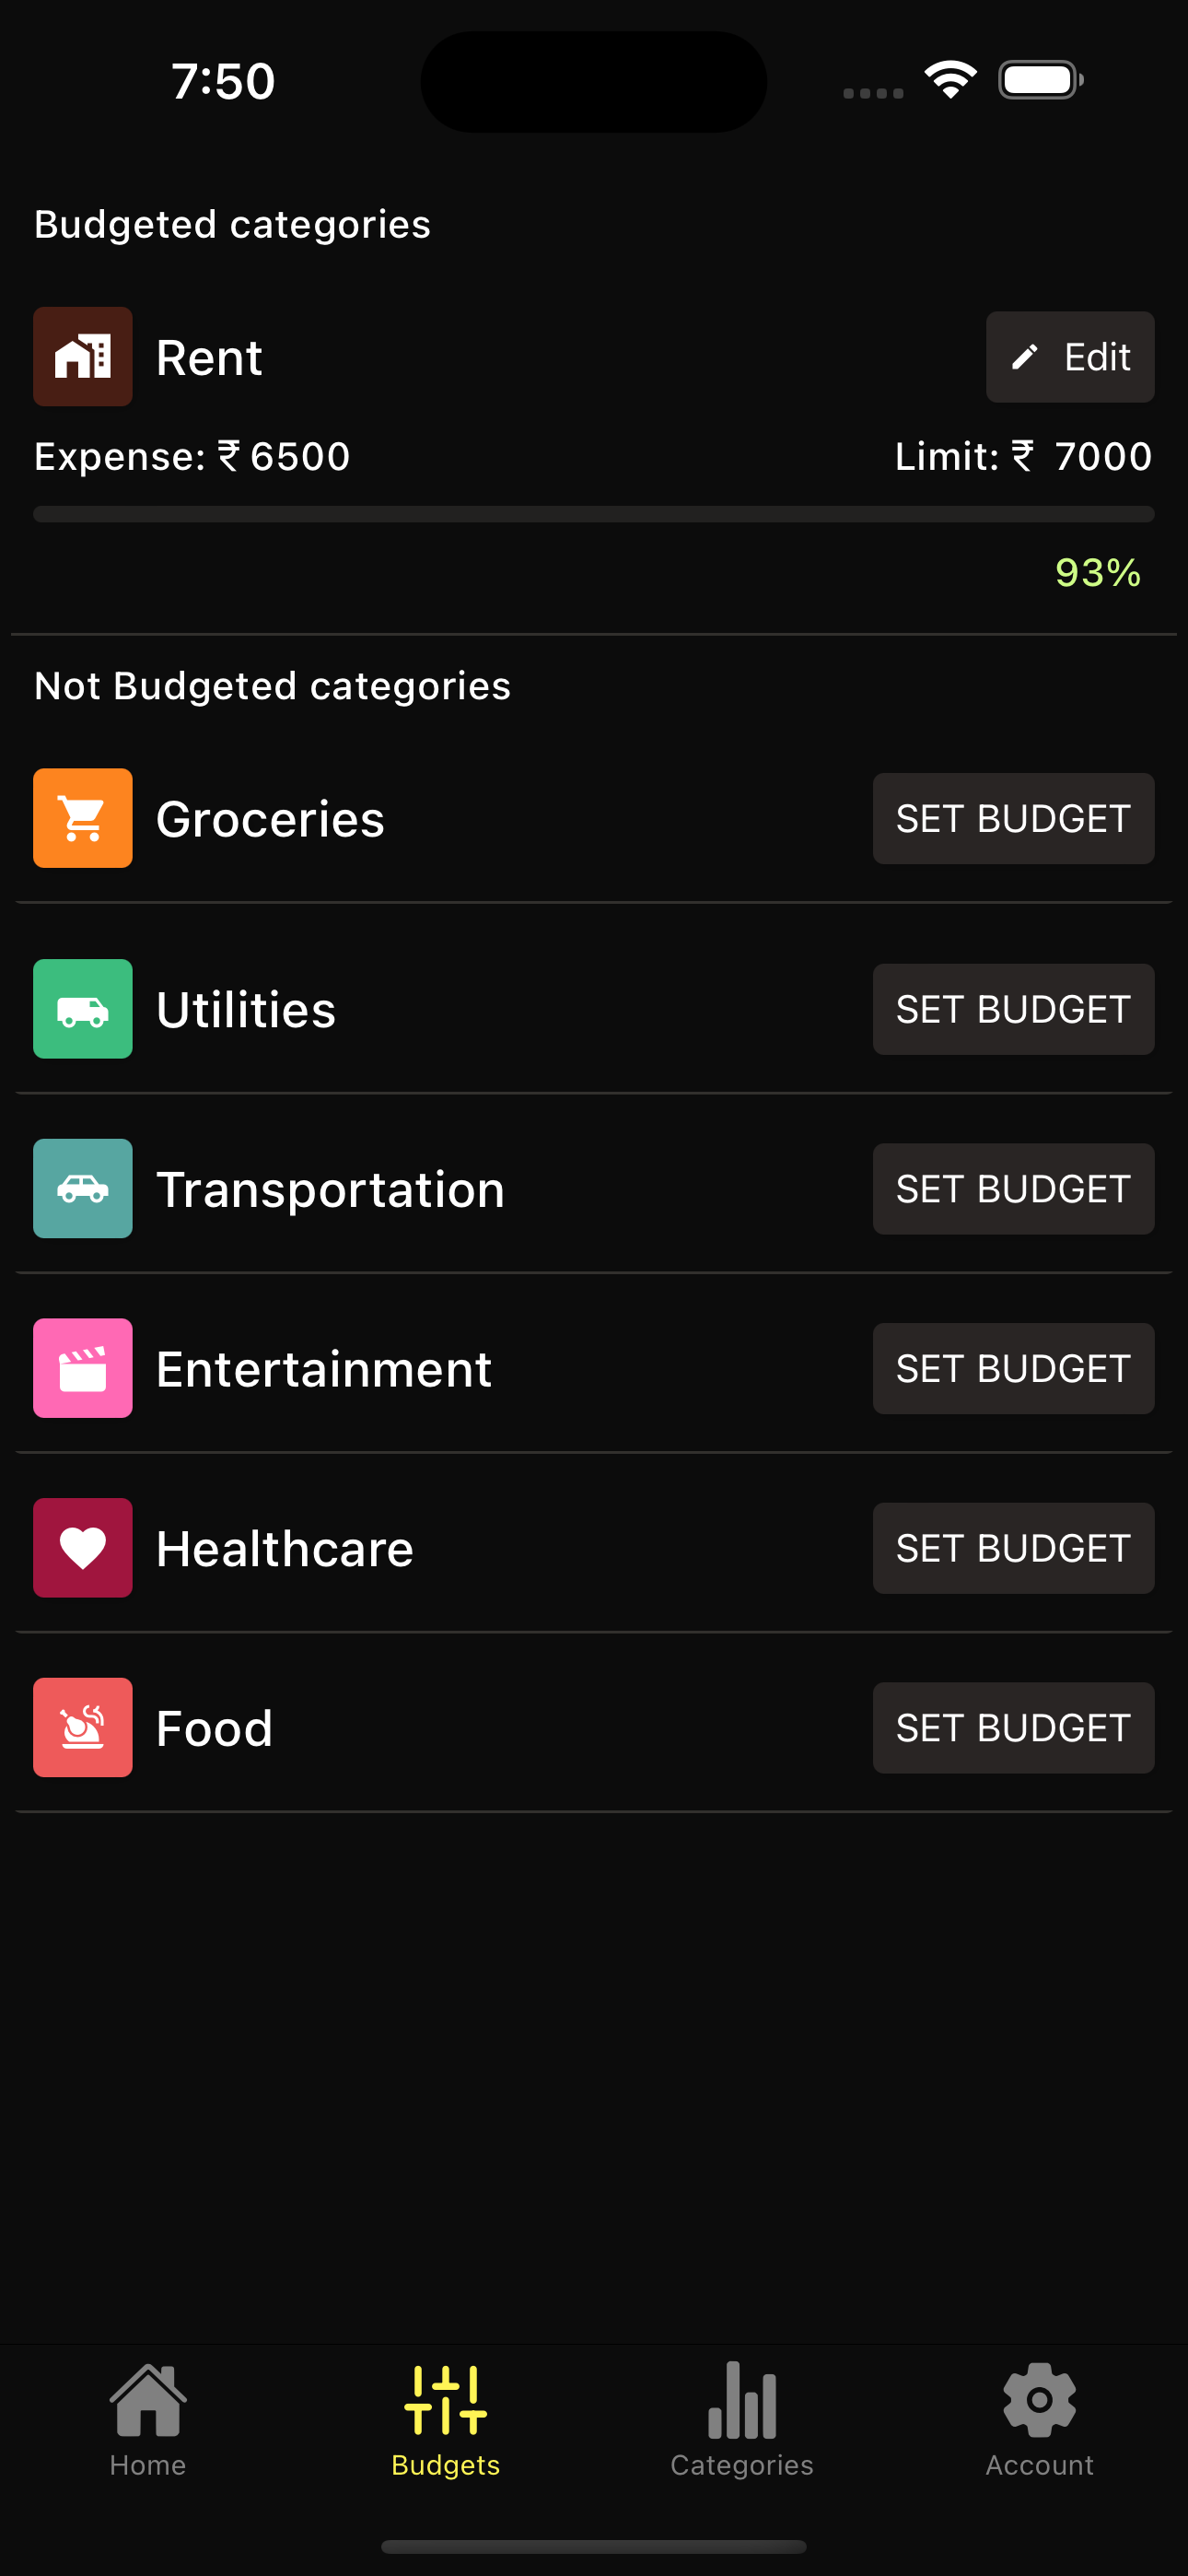 7:50
Budgeted categories
Rent
Edit
Expense: ₹ 6500
Limit: ₹ 7000
93%
Not Budgeted categories
Groceries
SET BUDGET
Utilities
SET BUDGET
Transportation
SET BUDGET
Entertainment
SET BUDGET
Healthcare
SET BUDGET
Food
SET BUDGET
Home
Budgets
Categories
Account